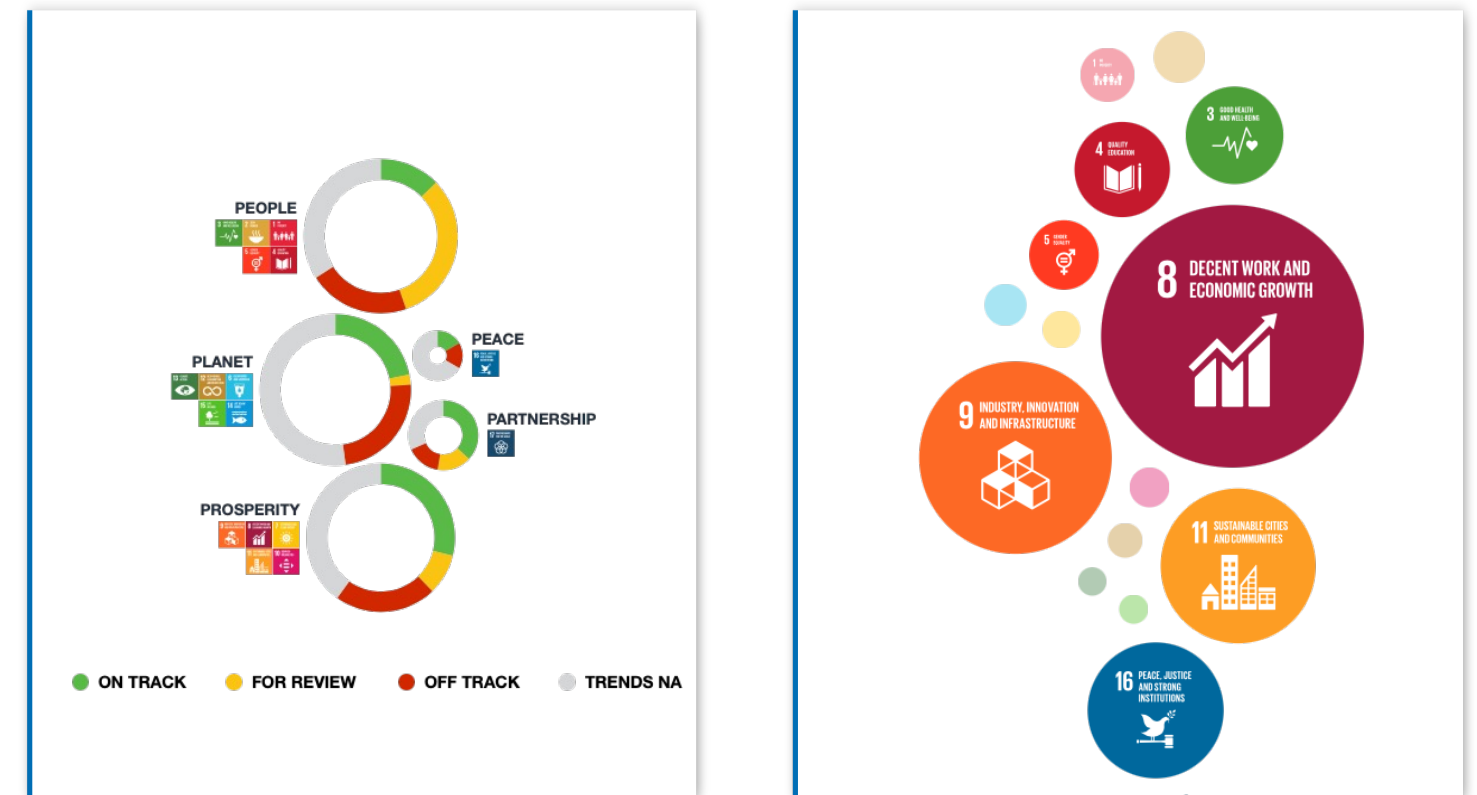 PEOPLE
PLANET
PEACE
PARTNERSHIP
PROSPERITY
ON TRACK
FOR REVIEW
OFF TRACK
TRENDS NA
1
3 GOOD HEALTH
AND WELL-BEING
4 QUALITY
EDUCATION
5 GENDER
EQUALITY
8 DECENT WORK AND
ECONOMIC GROWTH
9 INDUSTRY, INNOVATION
AND INFRASTRUCTURE
11 SUSTAINABLE CITIES
AND COMMUNITIES
16 PEACE, JUSTICE
AND STRONG
INSTITUTIONS